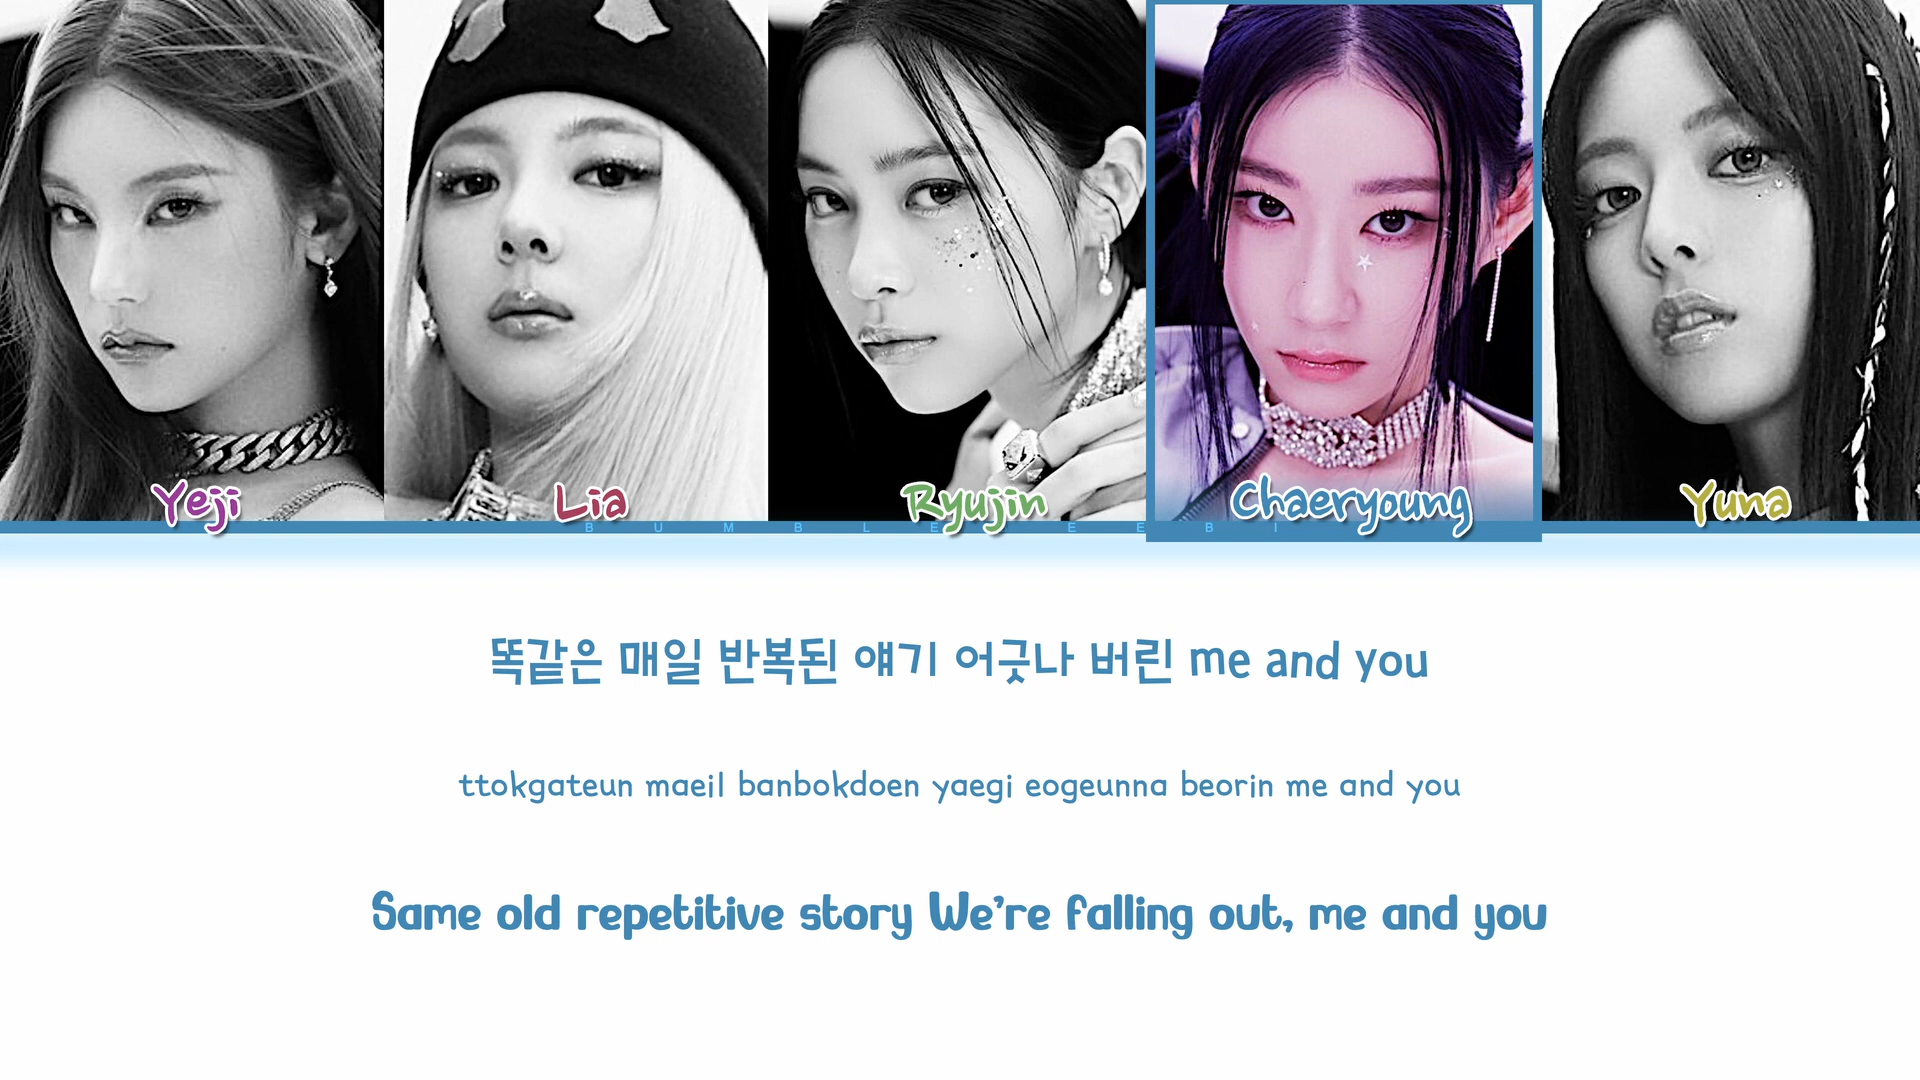 Yeji
Lia
Ryujin
Chaeryoung
Yuna
B U M B L E E E B I
똑같은 매일 반복된 얘기 어긋나 버린 me and you
ttokgateun maeil banbokdoen yaegi eogeunna beorin me and you
Same old repetitive story We're falling out, me and you